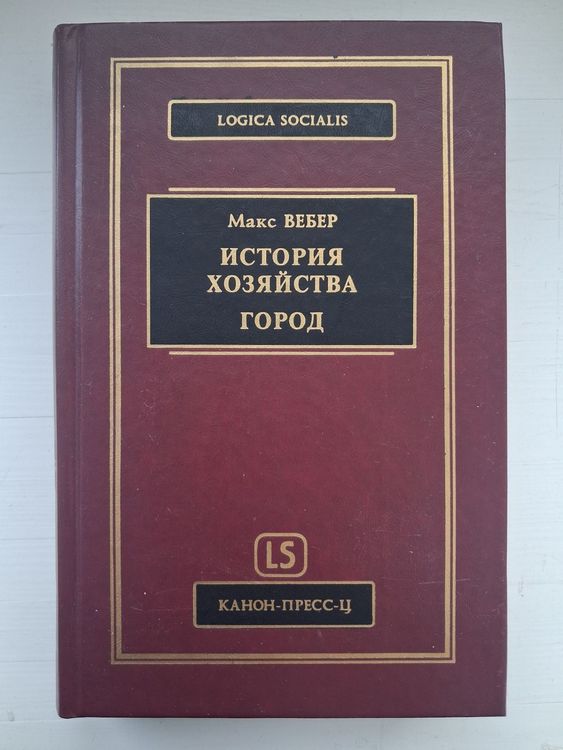 LOGICA SOCIALIS
Макс ВЕБЕР
ИСТОРИЯ
ХОЗЯЙСТВА
ГОРОД
LS
КАНОН-ПРЕСС-Ц